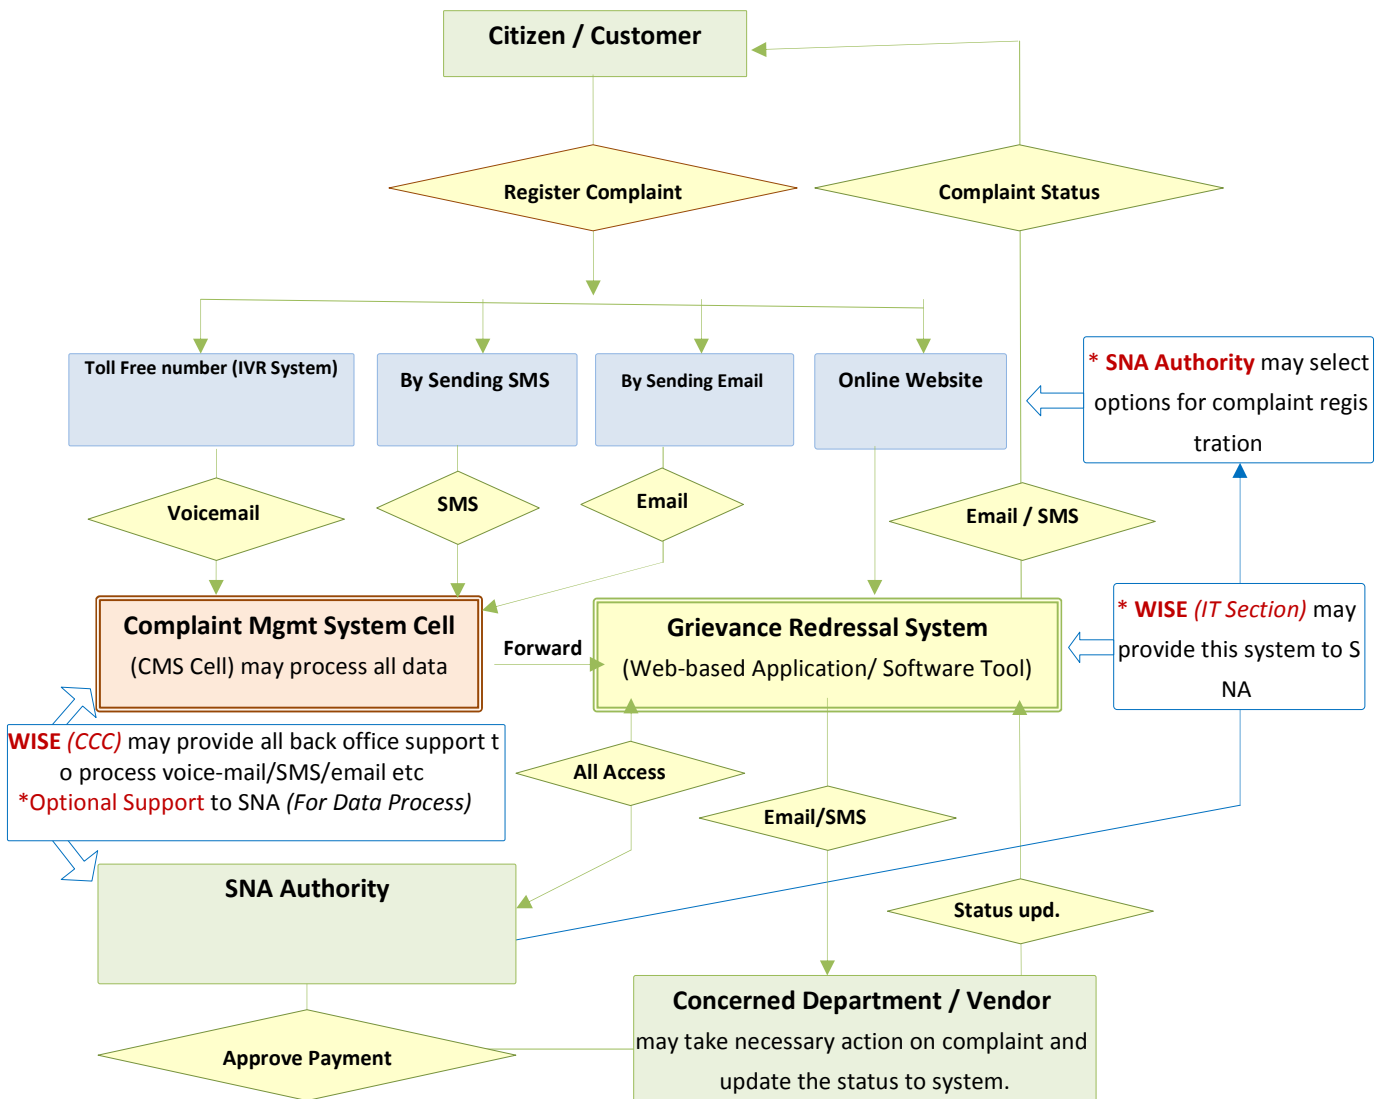 Citizen / Customer
Register Complaint
Complaint Status
Toll Free number (IVR System)
By Sending SMS
By Sending Email
Online Website
* SNA Authority may select
options for complaint regis
tration
Voicemail
SMS
Email
Email / SMS
Complaint Mgmt System Cell
(CMS Cell) may process all data
Forward
Grievance Redressal System
(Web-based Application/ Software Tool)
* WISE (IT Section) may
provide this system to S
NA
WISE (CCC) may provide all back office support t
o process voice-mail/SMS/email etc
*Optional Support to SNA (For Data Process)
All Access
Email/SMS
SNA Authority
Status upd.
Approve Payment
Concerned Department / Vendor
may take necessary action on complaint and
update the status to system.